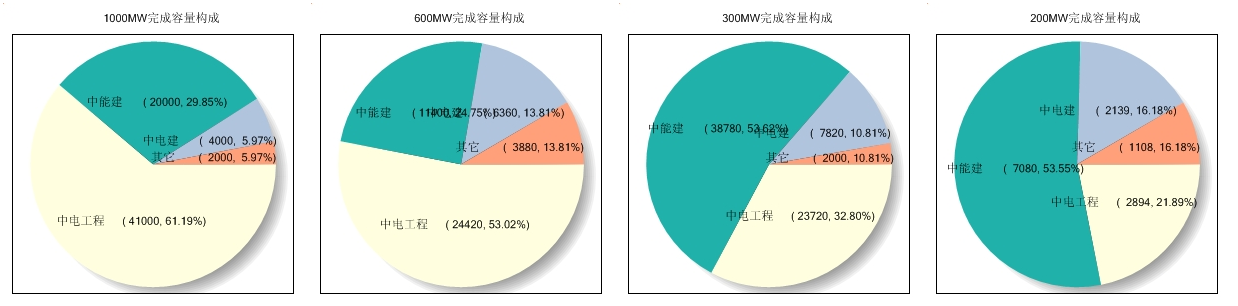 1000MW完成容量构成
中能建 ( 20000, 29.85%)
中电建 ( 4000, 5.97%)
其它 ( 2000, 5.97%)
中电工程 ( 41000, 61.19%)
600MW完成容量构成
中能建 ( 11400, 24.75%)
中电建 ( 6360, 13.81%)
其它 ( 3880, 13.81%)
中电工程 ( 24420, 53.02%)
300MW完成容量构成
中能建 ( 38780, 53.62%)
中电建 ( 7820, 10.81%)
其它 ( 2000, 10.81%)
中电工程 ( 23720, 32.80%)
200MW完成容量构成
中电建 ( 2139, 16.18%)
其它 ( 1108, 16.18%)
中能建 ( 7080, 53.55%)
中电工程 ( 2894, 21.89%)